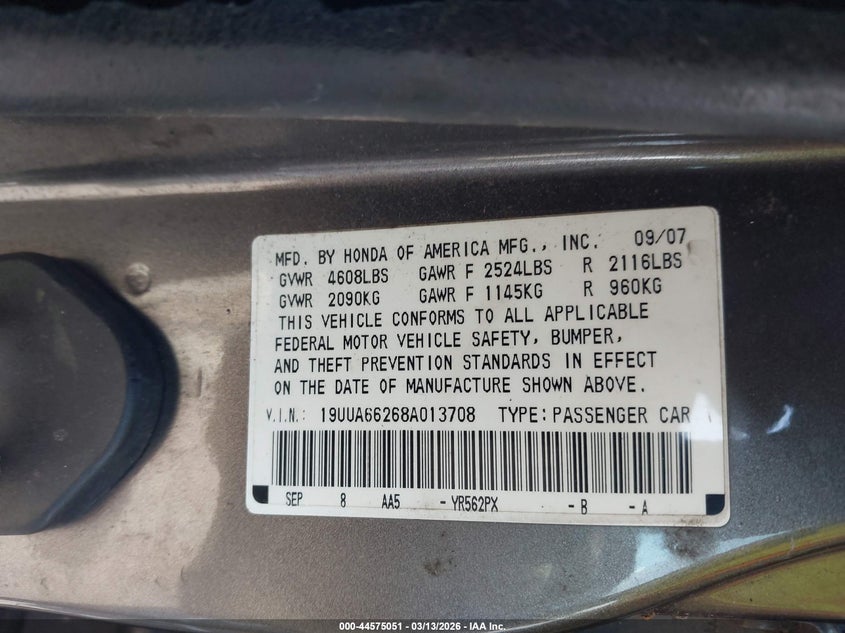 MFD. BY HONDA OF AMERICA MFG., INC. 09/07
GVWR 4608LBS GAWR F 2524LBS R 2116LBS
GVWR 2090KG GAWR F 1145KG R 960KG
THIS VEHICLE CONFORMS TO ALL APPLICABLE
FEDERAL MOTOR VEHICLE SAFETY, BUMPER,
AND THEFT PREVENTION STANDARDS IN EFFECT
ON THE DATE OF MANUFACTURE SHOWN ABOVE.
V.I.N.: 19UUA66268A013708 TYPE: PASSENGER CAR
SEP 8 AA5 - YR562PX - B - A
000-44575051 - 03/13/2026 - IAA Inc.